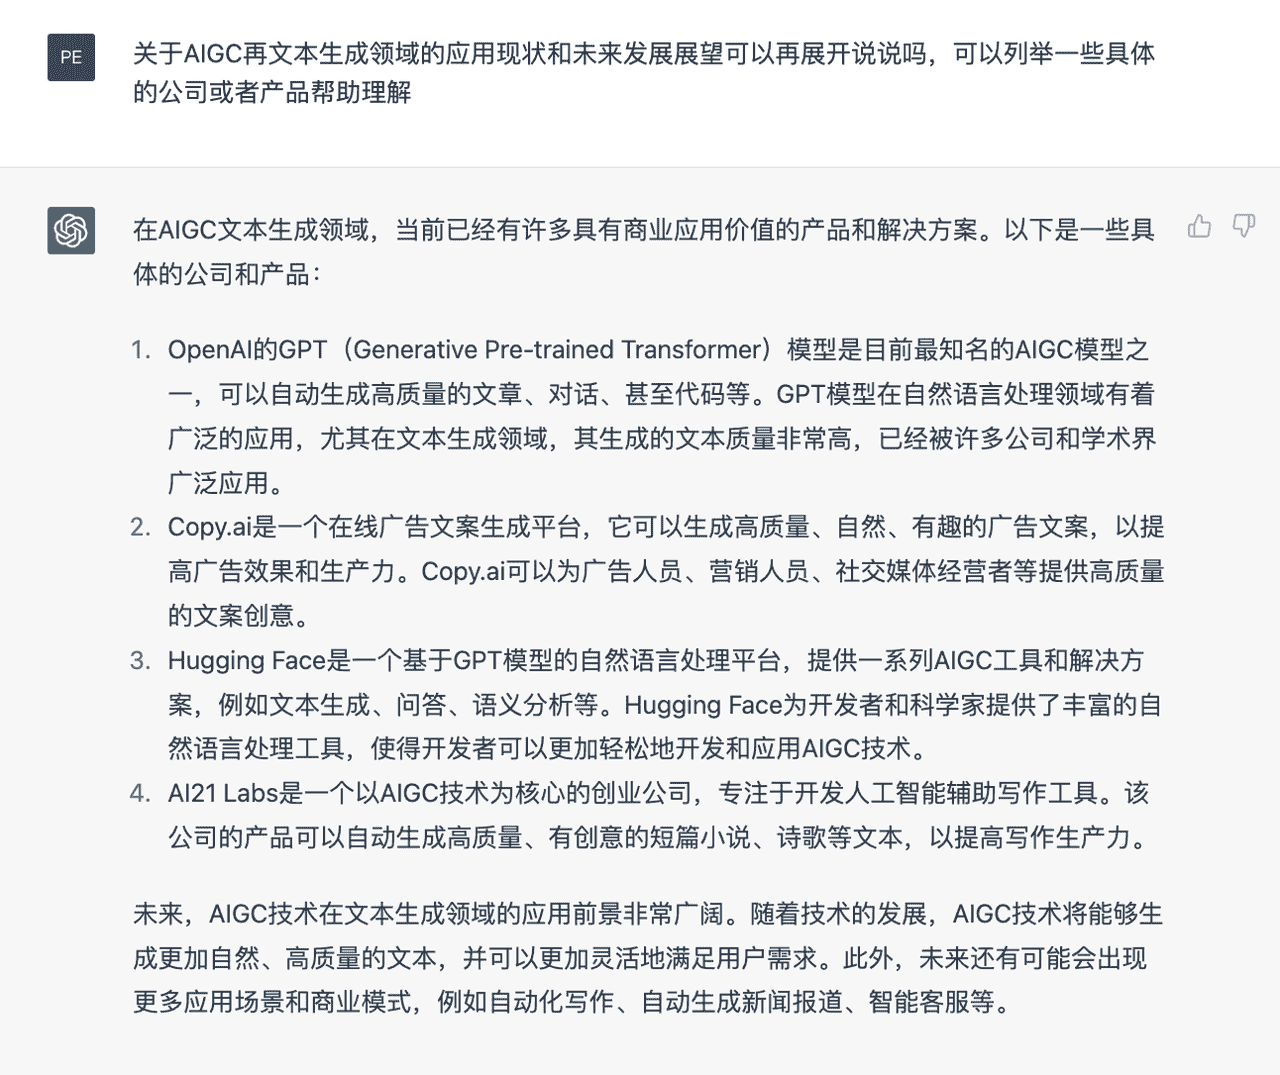 PE
关于AIGC再文本生成领域的应用现状和未来发展展望可以再展开说说吗，可以列举一些具体
的公司或者产品帮助理解
在AIGC文本生成领域，当前已经有许多具有商业应用价值的产品和解决方案。以下是一些具
体的公司和产品：
1. OpenAI的GPT（Generative Pre-trained Transformer）模型是目前最知名的AIGC模型之
一，可以自动生成高质量的文章、对话、甚至代码等。GPT模型在自然语言处理领域有着
广泛的应用，尤其在文本生成领域，其生成的文本质量非常高，已经被许多公司和学术界
广泛应用。
2. Copy.ai是一个在线广告文案生成平台，它可以生成高质量、自然、有趣的广告文案，以提
高广告效果和生产力。Copy.ai可以为广告人员、营销人员、社交媒体经营者等提供高质量
的文案创意。
3. Hugging Face是一个基于GPT模型的自然语言处理平台，提供一系列AIGC工具和解决方
案，例如文本生成、问答、语义分析等。Hugging Face为开发者和科学家提供了丰富的自
然语言处理工具，使得开发者可以更加轻松地开发和应用AIGC技术。
4. AI21 Labs是一个以AIGC技术为核心的创业公司，专注于开发人工智能辅助写作工具。该
公司的产品可以自动生成高质量、有创意的短篇小说、诗歌等文本，以提高写作生产力。
未来，AIGC技术在文本生成领域的应用前景非常广阔。随着技术的发展，AIGC技术将能够生
成更加自然、高质量的文本，并可以更加灵活地满足用户需求。此外，未来还有可能会出现
更多应用场景和商业模式，例如自动化写作、自动生成新闻报道、智能客服等。